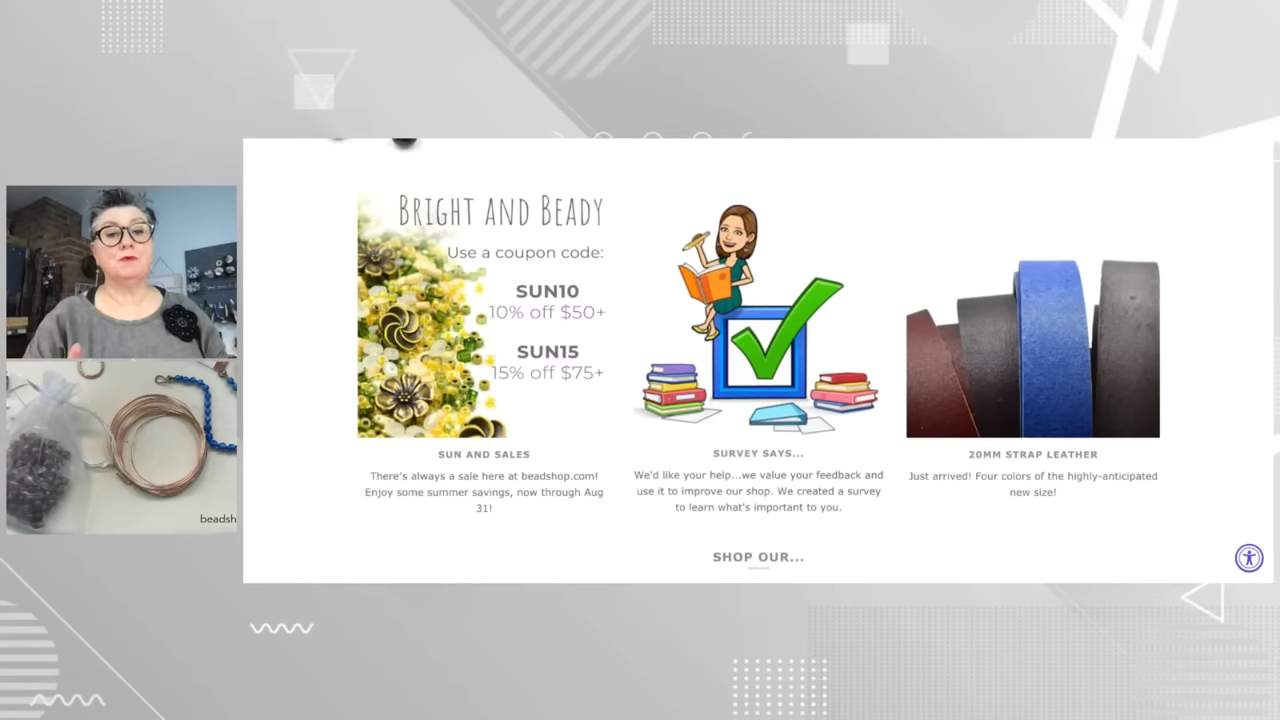 BRIGHT AND BEADY
Use a coupon code:
SUN10
10% off $50+
SUN15
15% off $75+
SUN AND SALES
There's always a sale here at beadshop.com!
Enjoy some summer savings, now through Aug
31!
SURVEY SAYS...
We'd like your help...we value your feedback and
use it to improve our shop. We created a survey
to learn what's important to you.
20MM STRAP LEATHER
Just arrived! Four colors of the highly-anticipated
new size!
SHOP OUR...
beadsh